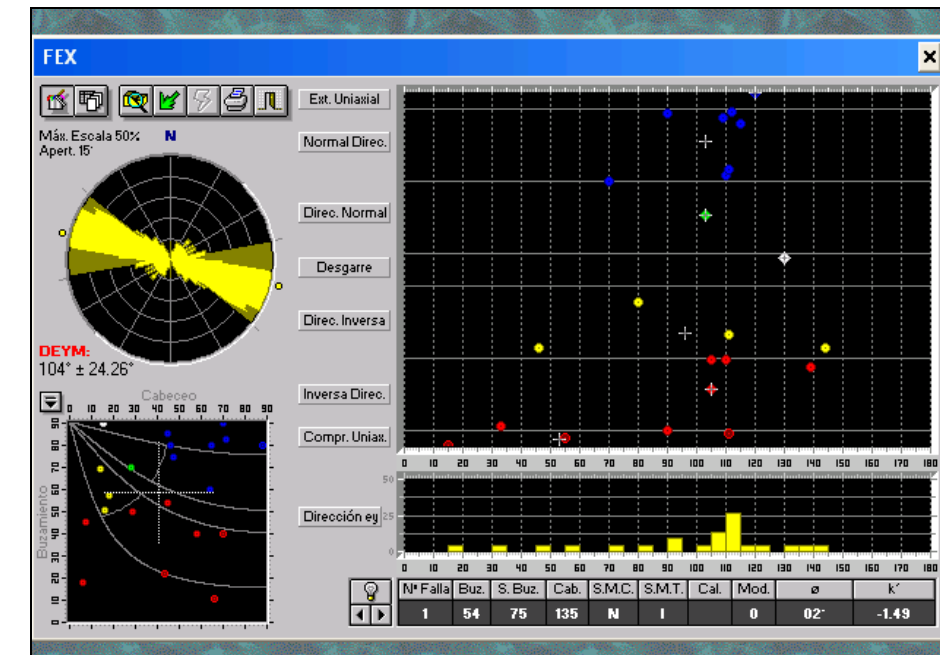 FEX
Máx. Escala 50%
Apert. 15°
N
DEYM:
104° ± 24.26°
Ext. Uniaxial
Normal Direc.
Direc. Normal
Desgarre
Direc. Inversa
Inversa Direc.
Compr. Uniax.
0 10 20 30 40 50 60 70 80 90 100 110 120 130 140 150 160 170 180
Cabeceo
0 10 20 30 40 50 60 70 80 90
Buzamiento
90
80
70
60
50
40
30
20
10
0
Dirección ey
50
25
0
0 10 20 30 40 50 60 70 80 90 100 110 120 130 140 150 160 170 180
Nº Falla Buz. S. Buz. Cab. S.M.C. S.M.T. Cal. Mod. ø k´
1 54 75 135 N I 0 02° -1.49